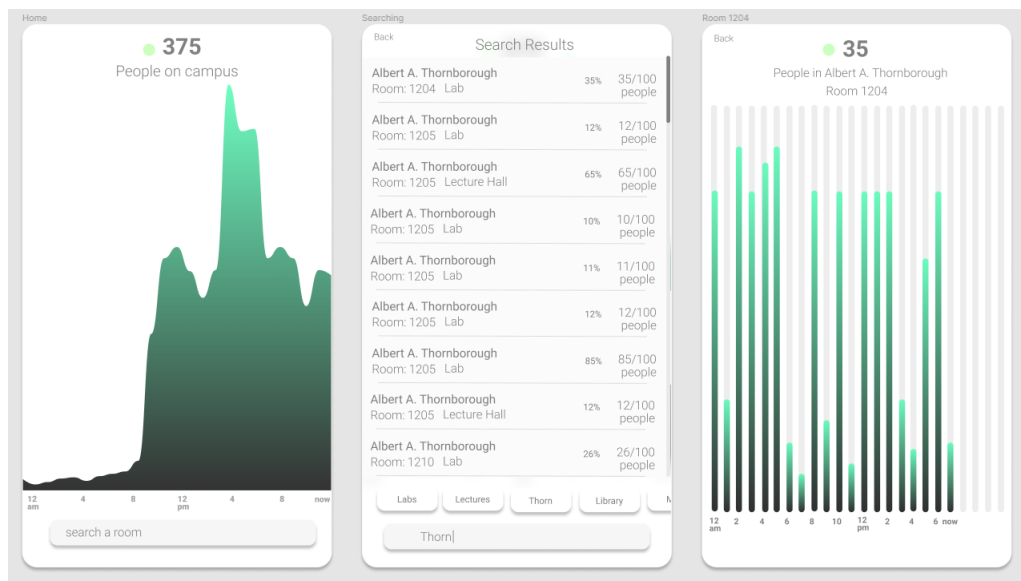 Home
375
People on campus
12 am
4
8
12 pm
4
8
now
search a room
Searching
Back
Search Results
Albert A. Thornborough
Room: 1204 Lab
35%
35/100 people
Albert A. Thornborough
Room: 1205 Lab
12%
12/100 people
Albert A. Thornborough
Room: 1205 Lecture Hall
65%
65/100 people
Albert A. Thornborough
Room: 1205 Lab
10%
10/100 people
Albert A. Thornborough
Room: 1205 Lab
11%
11/100 people
Albert A. Thornborough
Room: 1205 Lab
12%
12/100 people
Albert A. Thornborough
Room: 1205 Lab
85%
85/100 people
Albert A. Thornborough
Room: 1205 Lecture Hall
12%
12/100 people
Albert A. Thornborough
Room: 1210 Lab
26%
26/100 people
Labs
Lectures
Thorn
Library
Thorn
Room 1204
Back
35
People in Albert A. Thornborough
Room 1204
12 am
2
4
6
8
10
12 pm
2
4
6
now